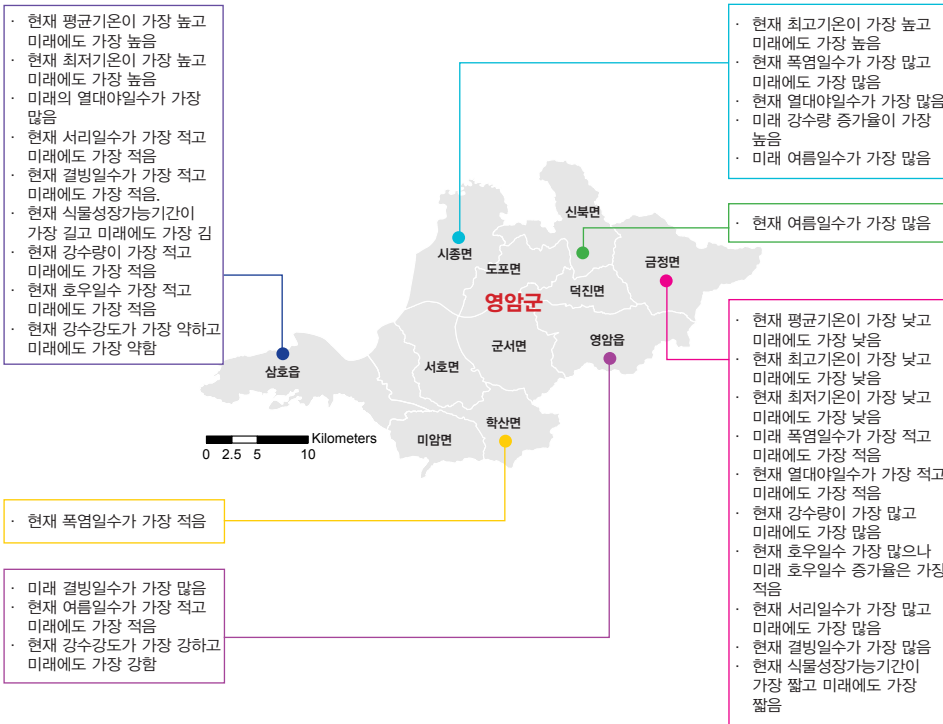 · 현재 평균기온이 가장 높고
미래에도 가장 높음
· 현재 최저기온이 가장 높고
미래에도 가장 높음
· 미래의 열대야일수가 가장
많음
· 현재 서리일수가 가장 적고
미래에도 가장 적음
· 현재 결빙일수가 가장 적고
미래에도 가장 적음.
· 현재 식물성장가능기간이
가장 길고 미래에도 가장 김
· 현재 강수량이 가장 적고
미래에도 가장 적음
· 현재 호우일수 가장 적고
미래에도 가장 적음
· 현재 강수강도가 가장 약하고
미래에도 가장 약함
· 현재 최고기온이 가장 높고
미래에도 가장 높음
· 현재 폭염일수가 가장 많고
미래에도 가장 많음
· 현재 열대야일수가 가장 많음
· 미래 강수량 증가율이 가장
높음
· 미래 여름일수가 가장 많음
· 현재 여름일수가 가장 많음
신북면
시종면
도포면
금정면
덕진면
영암군
군서면
영암읍
서호면
삼호읍
학산면
미암면
Kilometers
0 2.5 5 10
· 현재 평균기온이 가장 낮고
미래에도 가장 낮음
· 현재 최고기온이 가장 낮고
미래에도 가장 낮음
· 현재 최저기온이 가장 낮고
미래에도 가장 낮음
· 미래 폭염일수가 가장 적고
미래에도 가장 적음
· 현재 열대야일수가 가장 적고
미래에도 가장 적음
· 현재 강수량이 가장 많고
미래에도 가장 많음
· 현재 호우일수 가장 많으나
미래 호우일수 증가율은 가장
적음
· 현재 서리일수가 가장 많고
미래에도 가장 많음
· 현재 결빙일수가 가장 많음
· 현재 식물성장가능기간이
가장 짧고 미래에도 가장
짧음
· 현재 폭염일수가 가장 적음
· 미래 결빙일수가 가장 많음
· 현재 여름일수가 가장 적고
미래에도 가장 적음
· 현재 강수강도가 가장 강하고
미래에도 가장 강함